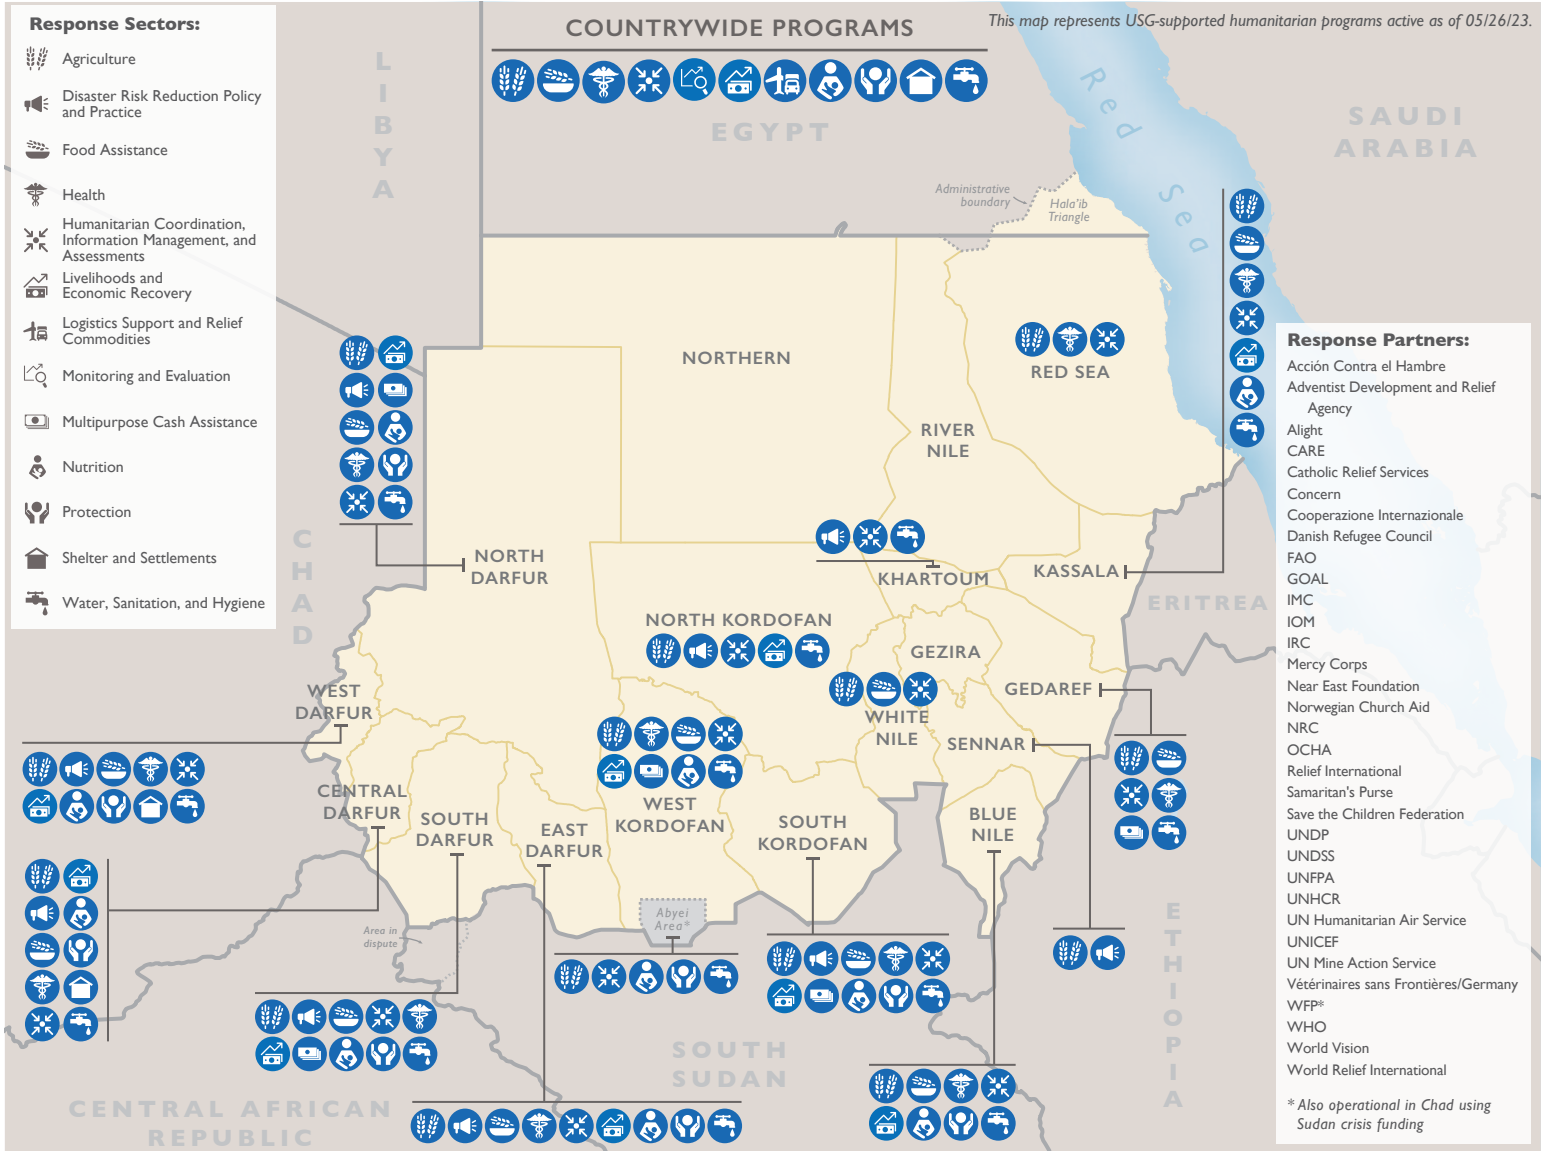 Response Sectors:
Agriculture
Disaster Risk Reduction Policy
and Practice
Food Assistance
Health
Humanitarian Coordination,
Information Management, and
Assessments
Livelihoods and
Economic Recovery
Logistics Support and Relief
Commodities
Monitoring and Evaluation
Multipurpose Cash Assistance
Nutrition
Protection
Shelter and Settlements
Water, Sanitation, and Hygiene
COUNTRYWIDE PROGRAMS
This map represents USG-supported humanitarian programs active as of 05/26/23.
LIBYA
EGYPT
Red Sea
SAUDI
ARABIA
Administrative
boundary
Hala'ib
Triangle
NORTHERN
RED SEA
RIVER
NILE
CHAD
NORTH
DARFUR
KHARTOUM
KASSALA
ERITREA
NORTH KORDOFAN
GEZIRA
GEDAREF
WEST
DARFUR
WHITE
NILE
SENNAR
CENTRAL
DARFUR
SOUTH
DARFUR
EAST
DARFUR
WEST
KORDOFAN
SOUTH
KORDOFAN
BLUE
NILE
Abyei
Area*
Area in
dispute
ETHIOPIA
SOUTH
SUDAN
CENTRAL AFRICAN
REPUBLIC
Response Partners:
Acción Contra el Hambre
Adventist Development and Relief
Agency
Alight
CARE
Catholic Relief Services
Concern
Cooperazione Internazionale
Danish Refugee Council
FAO
GOAL
IMC
IOM
IRC
Mercy Corps
Near East Foundation
Norwegian Church Aid
NRC
OCHA
Relief International
Samaritan's Purse
Save the Children Federation
UNDP
UNDSS
UNFPA
UNHCR
UN Humanitarian Air Service
UNICEF
UN Mine Action Service
Vétérinaires sans Frontières/Germany
WFP*
WHO
World Vision
World Relief International
* Also operational in Chad using
Sudan crisis funding